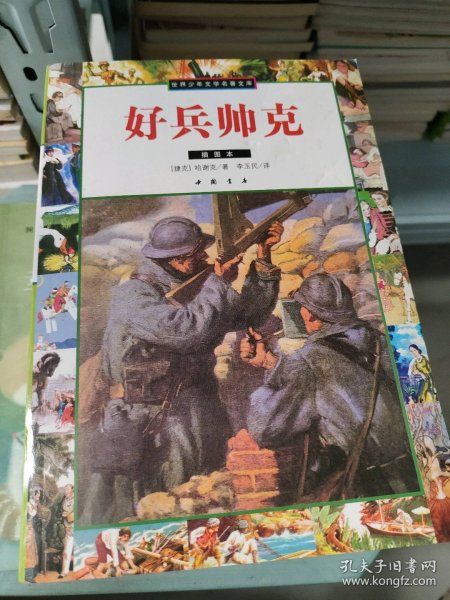 世界少年文学名著文库
好兵帅克
插图本
[捷克] 哈谢克/著 李玉民/译
中国书店
孔夫子旧书网
www.kongfz.com